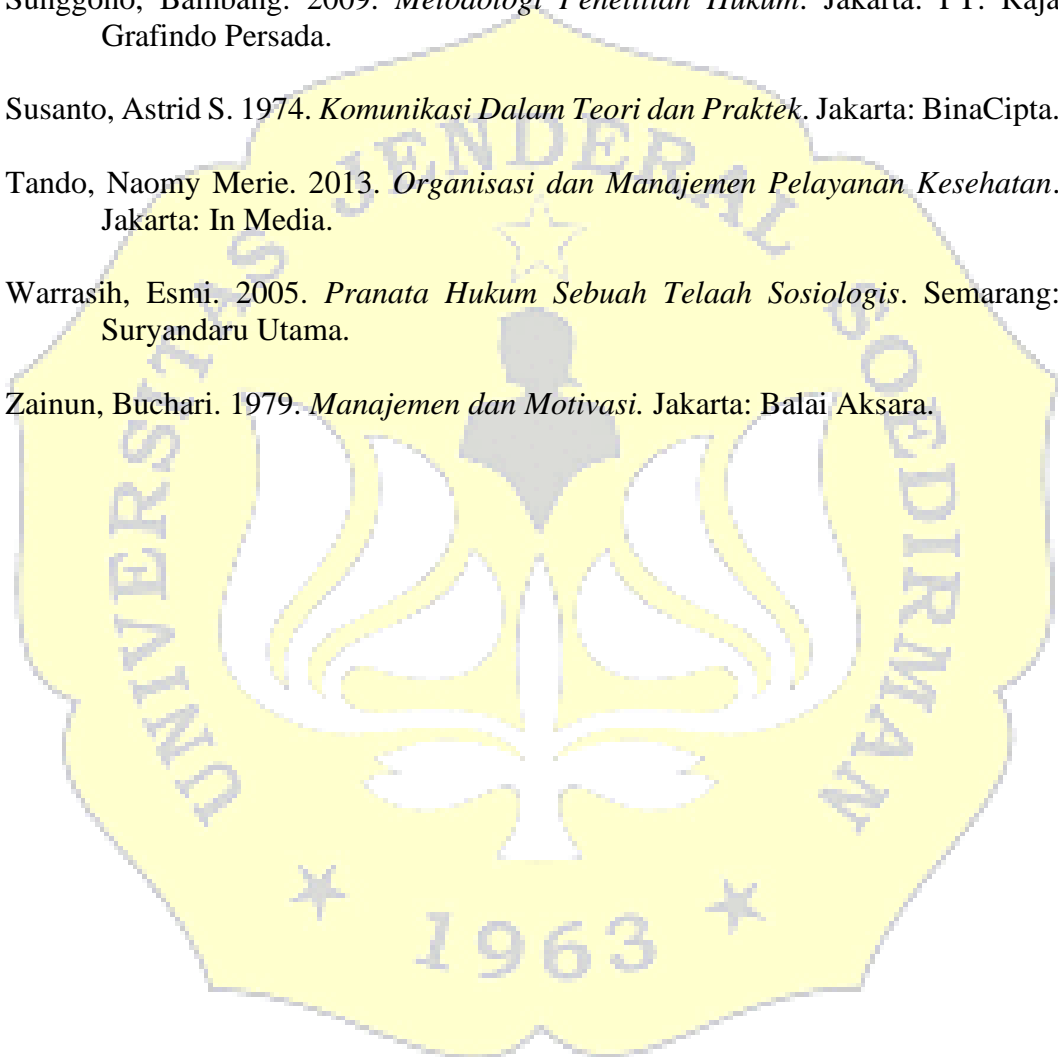 Sunggono, Bambang. 2009. Metodologi Penelitian Hukum. Jakarta: PT. Raja
Grafindo Persada.
Susanto, Astrid S. 1974. Komunikasi Dalam Teori dan Praktek. Jakarta: BinaCipta.
Tando, Naomy Merie. 2013. Organisasi dan Manajemen Pelayanan Kesehatan.
Jakarta: In Media.
Warrasih, Esmi. 2005. Pranata Hukum Sebuah Telaah Sosiologis. Semarang:
Suryandaru Utama.
Zainun, Buchari. 1979. Manajemen dan Motivasi. Jakarta: Balai Aksara.
UNIVERSITAS JENDERAL SOEDIRMAN
1963